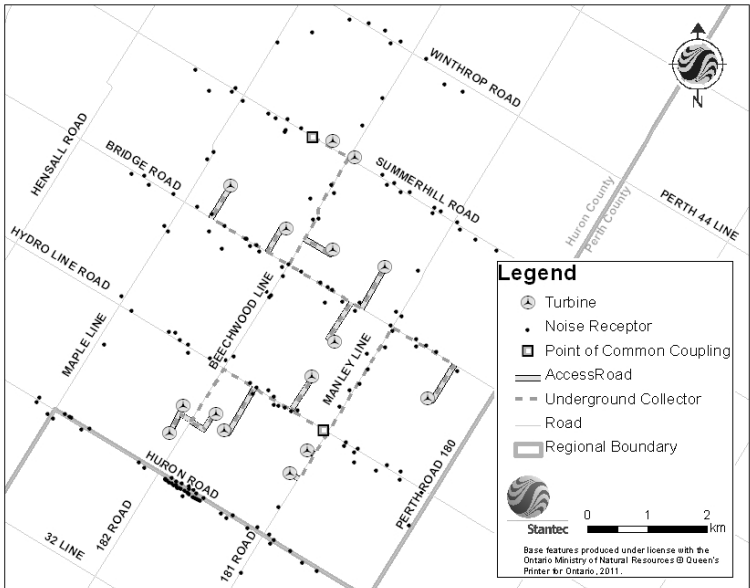 WINTHROP ROAD
N
HENSALL ROAD
BRIDGE ROAD
SUMMERHILL ROAD
PERTH 44 LINE
Huron County
Perth County
HYDRO LINE ROAD
BEECHWOOD LINE
MAPLE LINE
MANLEY LINE
HURON ROAD
PERTH ROAD 180
182 ROAD
181 ROAD
32 LINE
Legend
Turbine
Noise Receptor
Point of Common Coupling
AccessRoad
Underground Collector
Road
Regional Boundary
Stantec
0 1 2
km
Base features produced under license with the
Ontario Ministry of Natural Resources © Queen's
Printer for Ontario, 2011.